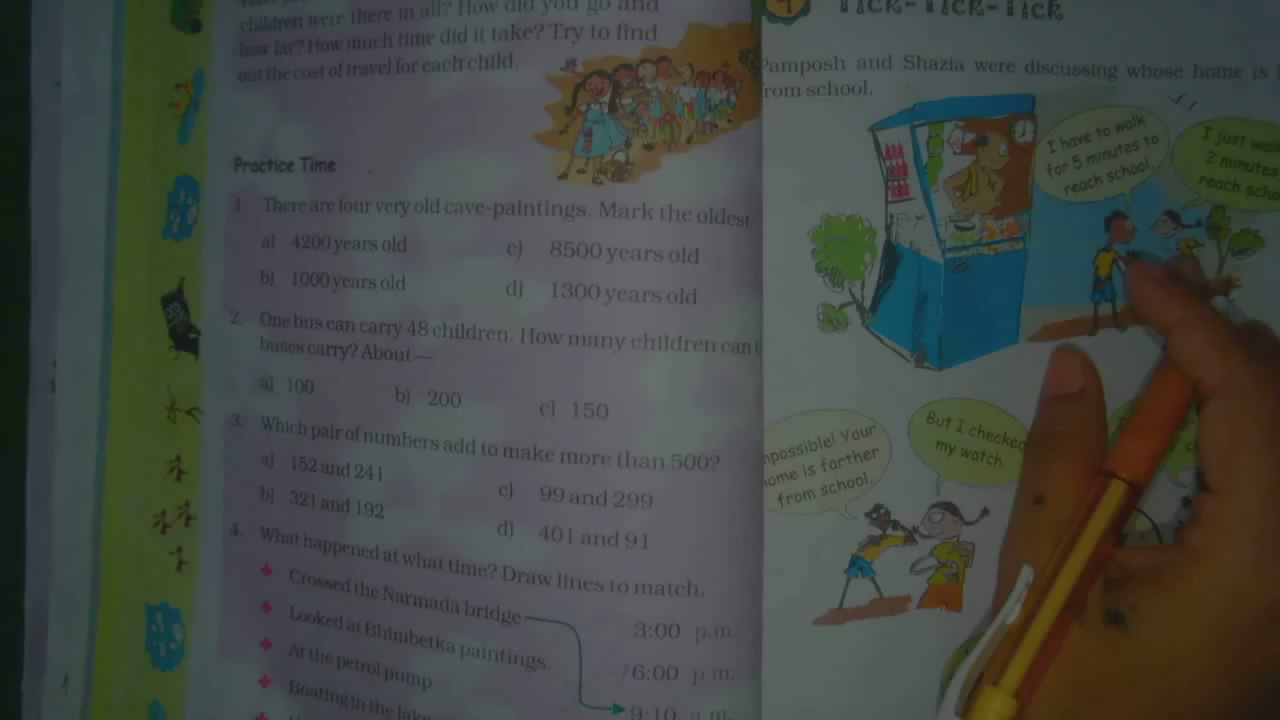 children were there in all? How did you go and
how far? How much time did it take? Try to find
out the cost of travel for each child.
Practice Time
1. There are four very old cave-paintings. Mark the oldest
a) 4200 years old
c) 8500 years old
b) 1000 years old
d) 1300 years old
2. One bus can carry 48 children. How many children can
buses carry? About —
a) 100
b) 200
c) 150
3. Which pair of numbers add to make more than 500?
a) 152 and 241
c) 99 and 299
b) 321 and 192
d) 401 and 91
4. What happened at what time? Draw lines to match.
Crossed the Narmada bridge
3:00 p.m.
Looked at Bhimbetka paintings
6:00 p.m.
At the petrol pump
9:10 a.m.
Boating in the lake
Tick-Tick-Tick
Pamposh and Shazia were discussing whose home is
from school.
I have to walk
for 5 minutes to
reach school.
I just walk
2 minutes
reach school
Impossible! Your
home is farther
from school.
But I checked
my watch.